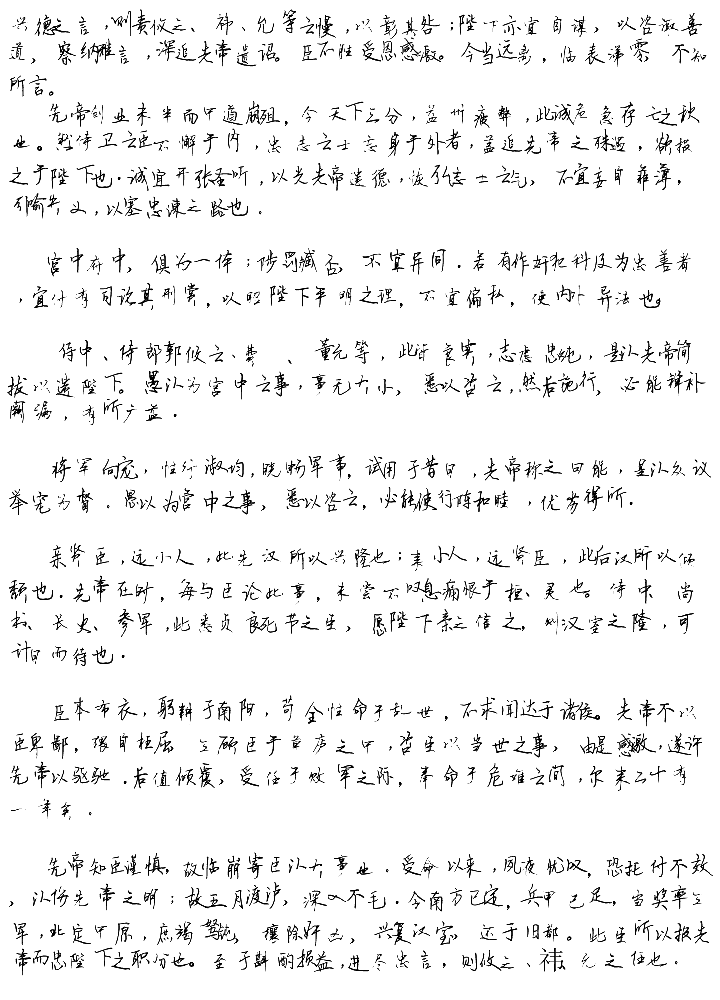 兴德之言，则责攸之、祎、允等之慢，以彰其咎；陛下亦宜自谋，以咨诹善
道，察纳雅言，深追先帝遗诏。臣不胜受恩感激。今当远离，临表涕零，不知
所言。
先帝创业未半而中道崩殂，今天下三分，益州疲弊，此诚危急存亡之秋
也。然侍卫之臣不懈于内，忠志之士忘身于外者，盖追先帝之殊遇，欲报
之于陛下也。诚宜开张圣听，以光先帝遗德，恢弘志士之气，不宜妄自菲薄，
引喻失义，以塞忠谏之路也。
宫中府中，俱为一体；陟罚臧否，不宜异同。若有作奸犯科及为忠善者
，宜付有司论其刑赏，以昭陛下平明之理，不宜偏私，使内外异法也。
侍中、侍郎郭攸之、费、董允等，此皆良实，志虑忠纯，是以先帝简
拔以遗陛下。愚以为宫中之事，事无大小，悉以咨之，然后施行，必能裨补
阙漏，有所广益。
将军向宠，性行淑均，晓畅军事，试用于昔日，先帝称之曰能，是以众议
举宠为督。愚以为营中之事，悉以咨之，必能使行阵和睦，优劣得所。
亲贤臣，远小人，此先汉所以兴隆也；亲小人，远贤臣，此后汉所以倾
颓也。先帝在时，每与臣论此事，未尝不叹息痛恨于桓、灵也。侍中、尚
书、长史、参军，此悉贞良死节之臣，愿陛下亲之信之，则汉室之隆，可
计日而待也。
臣本布衣，躬耕于南阳，苟全性命于乱世，不求闻达于诸侯。先帝不以
臣卑鄙，猥自枉屈，三顾臣于草庐之中，咨臣以当世之事，由是感激，遂许
先帝以驱驰。后值倾覆，受任于败军之际，奉命于危难之间，尔来二十有
一年矣。
先帝知臣谨慎，故临崩寄臣以大事也。受命以来，夙夜忧叹，恐托付不效
，以伤先帝之明；故五月渡泸，深入不毛。今南方已定，兵甲已足，当奖率三
军，北定中原，庶竭驽钝，攘除奸凶，兴复汉室，还于旧都。此臣所以报先
帝而忠陛下之职分也。至于斟酌损益，进尽忠言，则攸之、祎、允之任也。